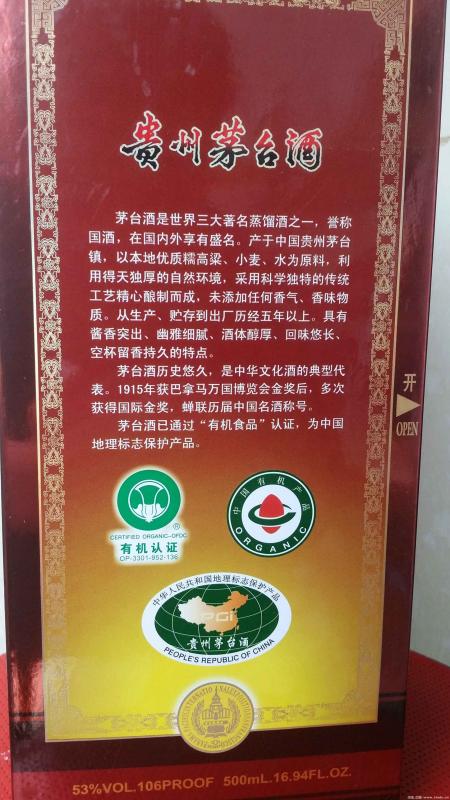 贵州茅台酒
茅台酒是世界三大著名蒸馏酒之一，誉称
国酒，在国内外享有盛名。产于中国贵州茅台
镇，以本地优质糯高粱、小麦、水为原料，利
用得天独厚的自然环境，采用科学独特的传统
工艺精心酿制而成，未添加任何香气、香味物
质。从生产、贮存到出厂历经五年以上。具有
酱香突出、幽雅细腻、酒体醇厚、回味悠长、
空杯留香持久的特点。
茅台酒历史悠久，是中华文化酒的典型代
表。1915年获巴拿马万国博览会金奖后，多次
获得国际金奖，蝉联历届中国名酒称号。
茅台酒已通过“有机食品”认证，为中国
地理标志保护产品。
开
OPEN
®
CERTIFIED ORGANIC-OFDC
有机认证
OP-3301-952-136
中国有机产品
ORGANIC
中华人民共和国地理标志保护产品
PGI
贵州茅台酒
PEOPLE'S REPUBLIC OF CHINA
53%VOL.106PROOF 500mL.16.94FL.OZ.